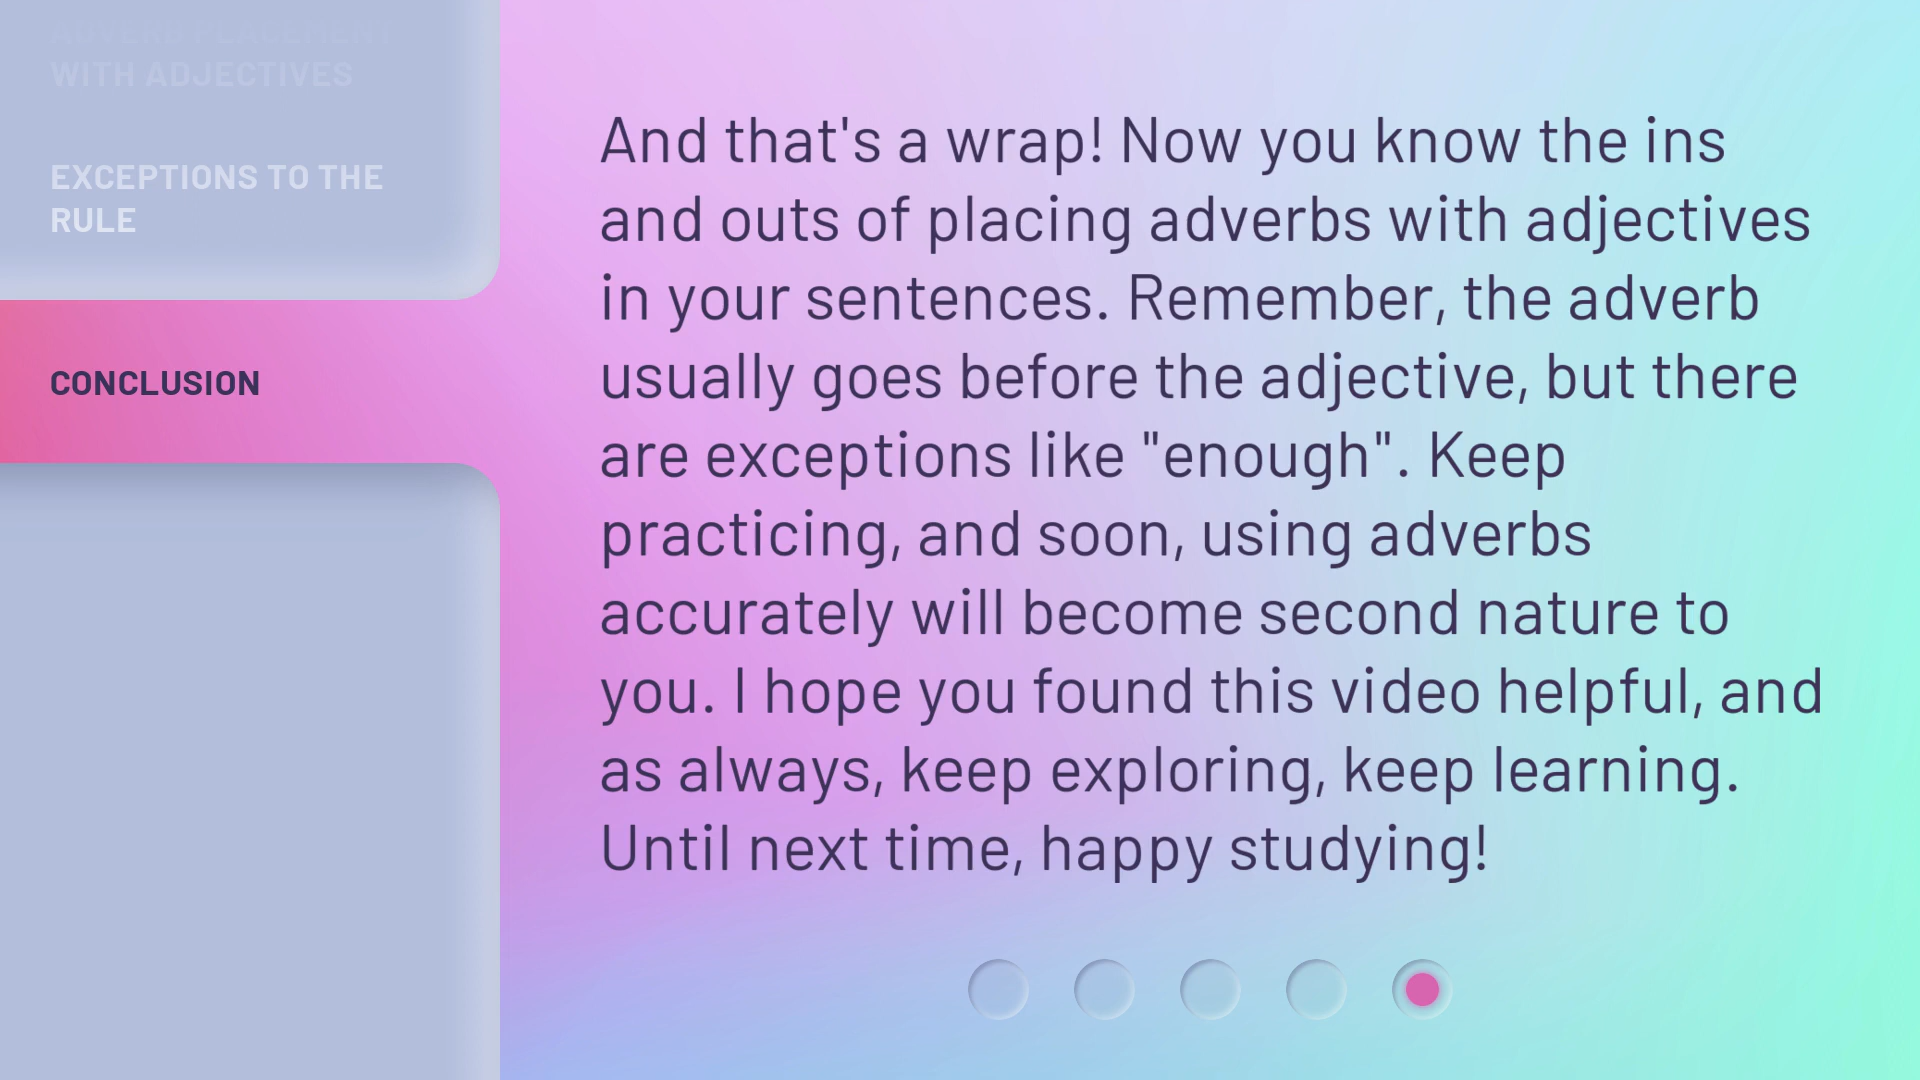 ADVERB PLACEMENT
WITH ADJECTIVES
EXCEPTIONS TO THE
RULE
CONCLUSION
And that's a wrap! Now you know the ins
and outs of placing adverbs with adjectives
in your sentences. Remember, the adverb
usually goes before the adjective, but there
are exceptions like "enough". Keep
practicing, and soon, using adverbs
accurately will become second nature to
you. I hope you found this video helpful, and
as always, keep exploring, keep learning.
Until next time, happy studying!